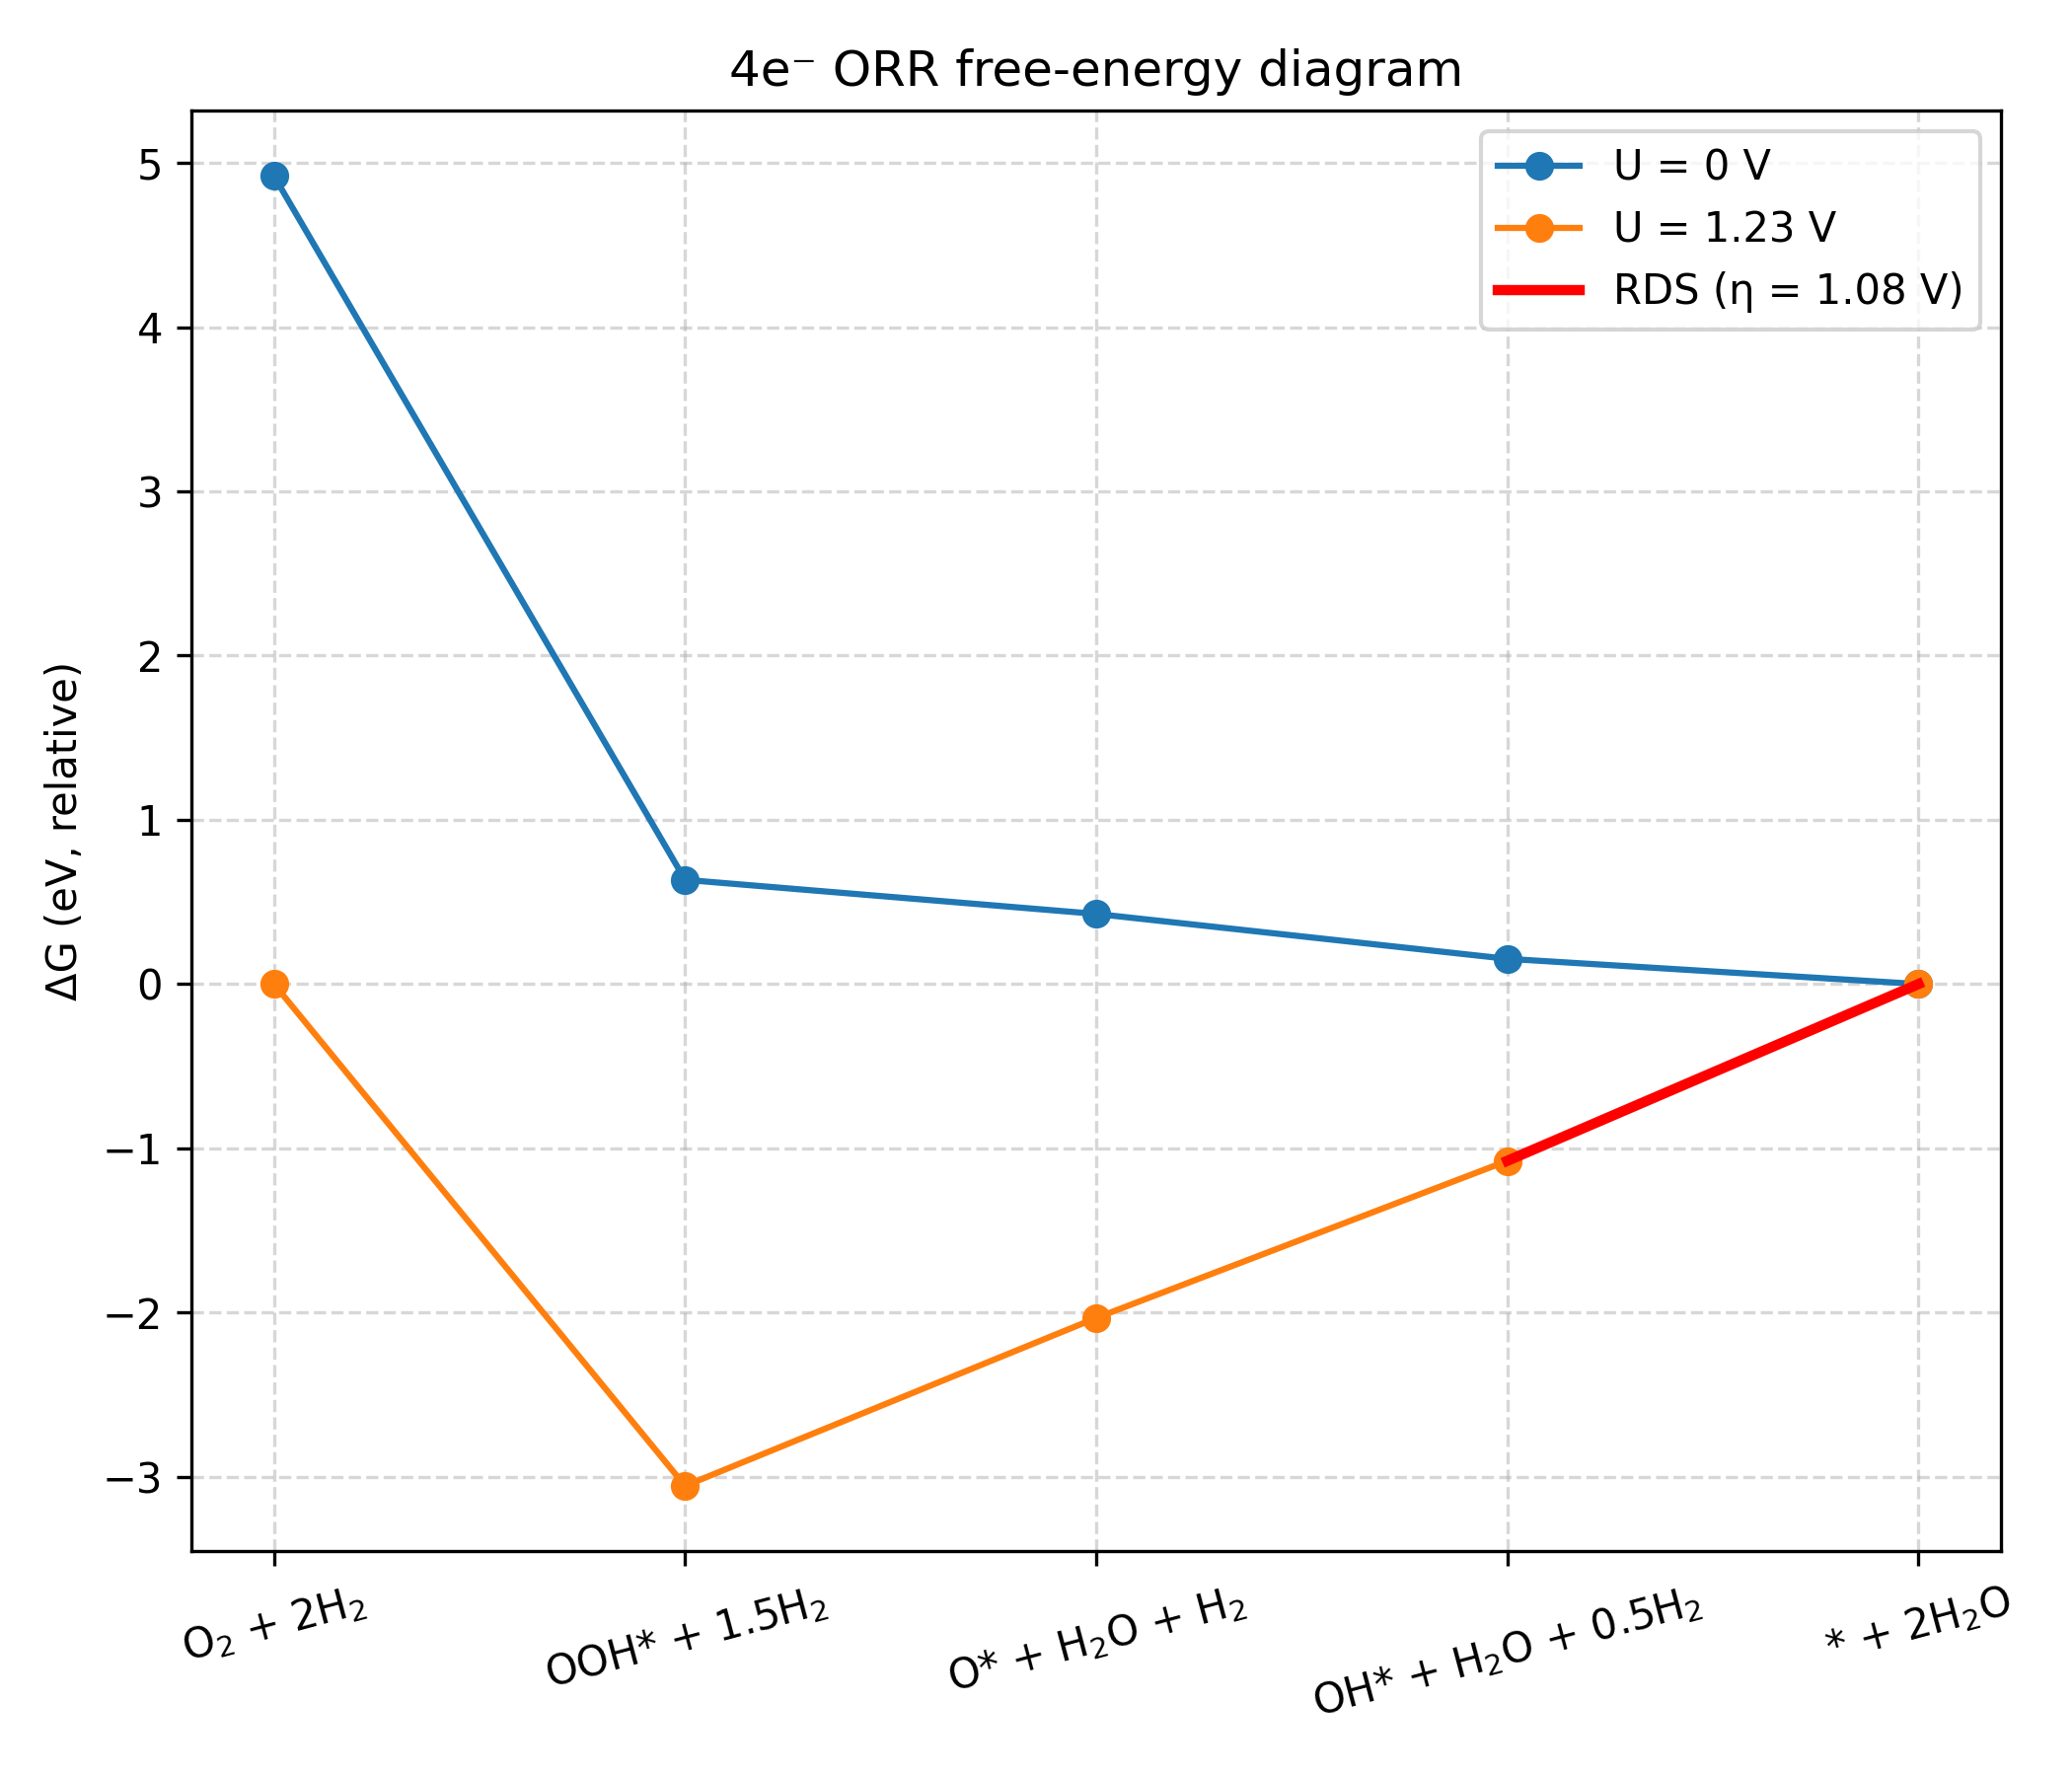 4e⁻ ORR free-energy diagram
U = 0 V
U = 1.23 V
RDS (η = 1.08 V)
ΔG (eV, relative)
5
4
3
2
1
0
−1
−2
−3
O₂ + 2H₂
OOH* + 1.5H₂
O* + H₂O + H₂
OH* + H₂O + 0.5H₂
* + 2H₂O